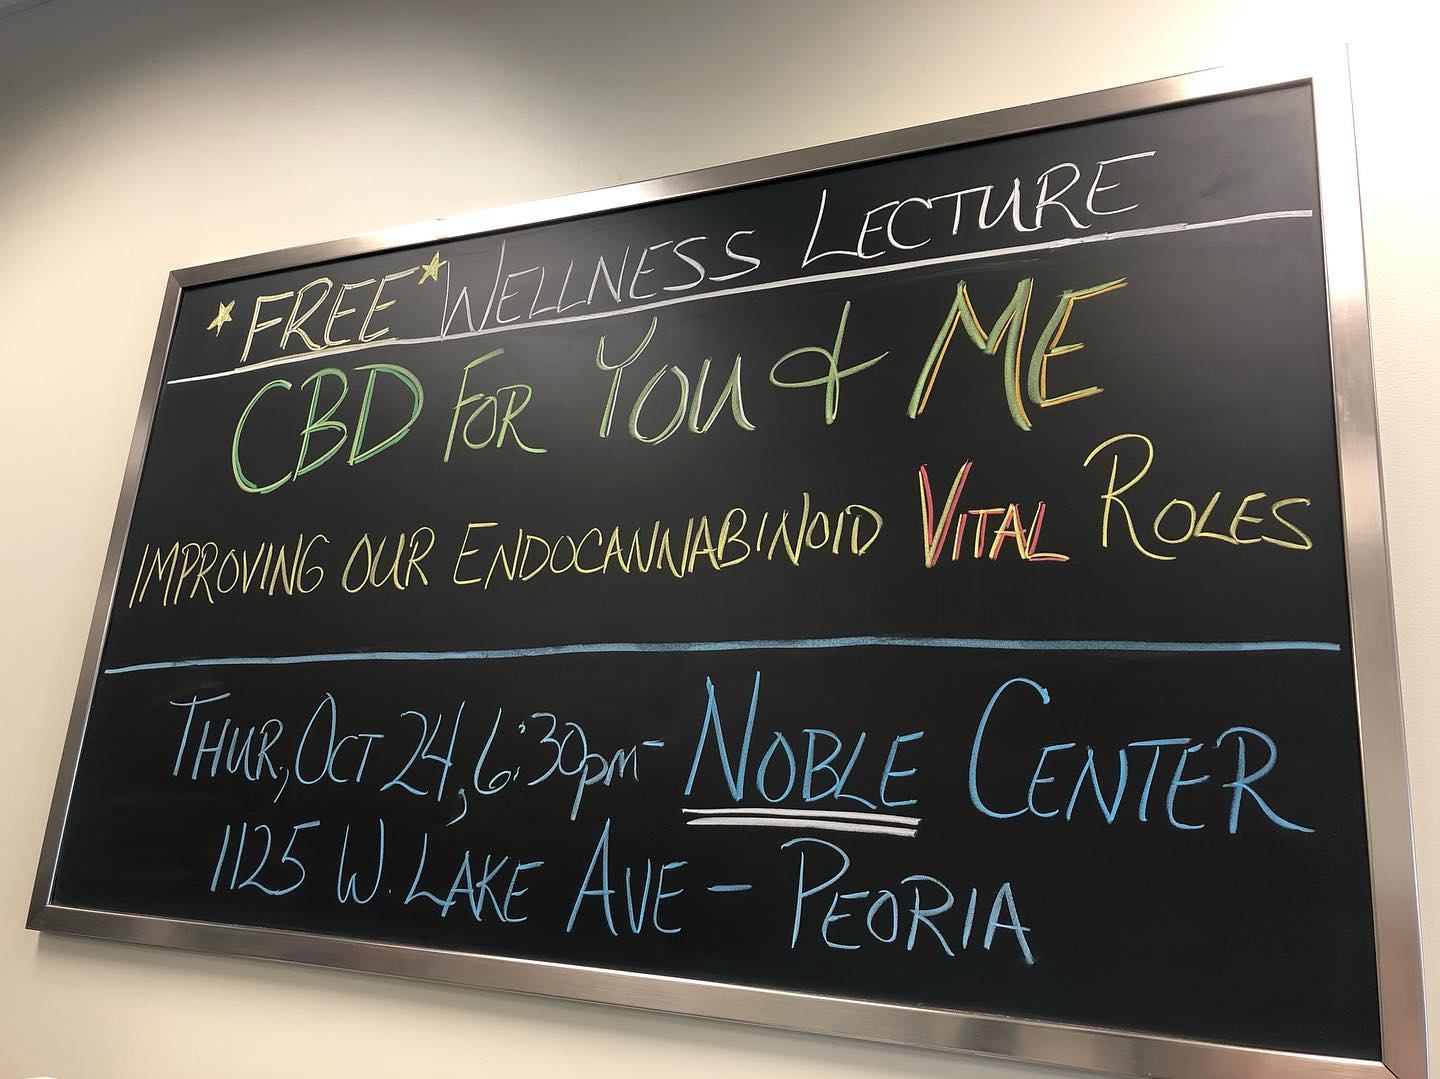 *FREE* WELLNESS LECTURE
CBD FOR YOU & ME
IMPROVING OUR ENDOCANNABINOID VITAL ROLES
THUR, OCT 24, 6:30pm - NOBLE CENTER
1125 W. LAKE AVE - PEORIA